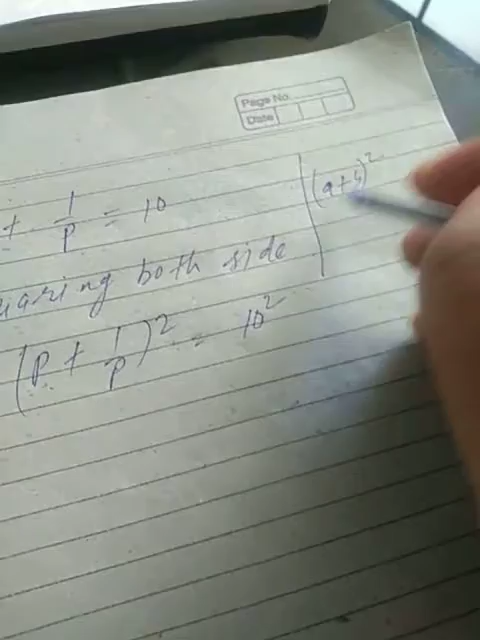 Page No.
Date
+ 1/p = 10
(a+b)²
uaring both side
(p + 1/p)² = 10²